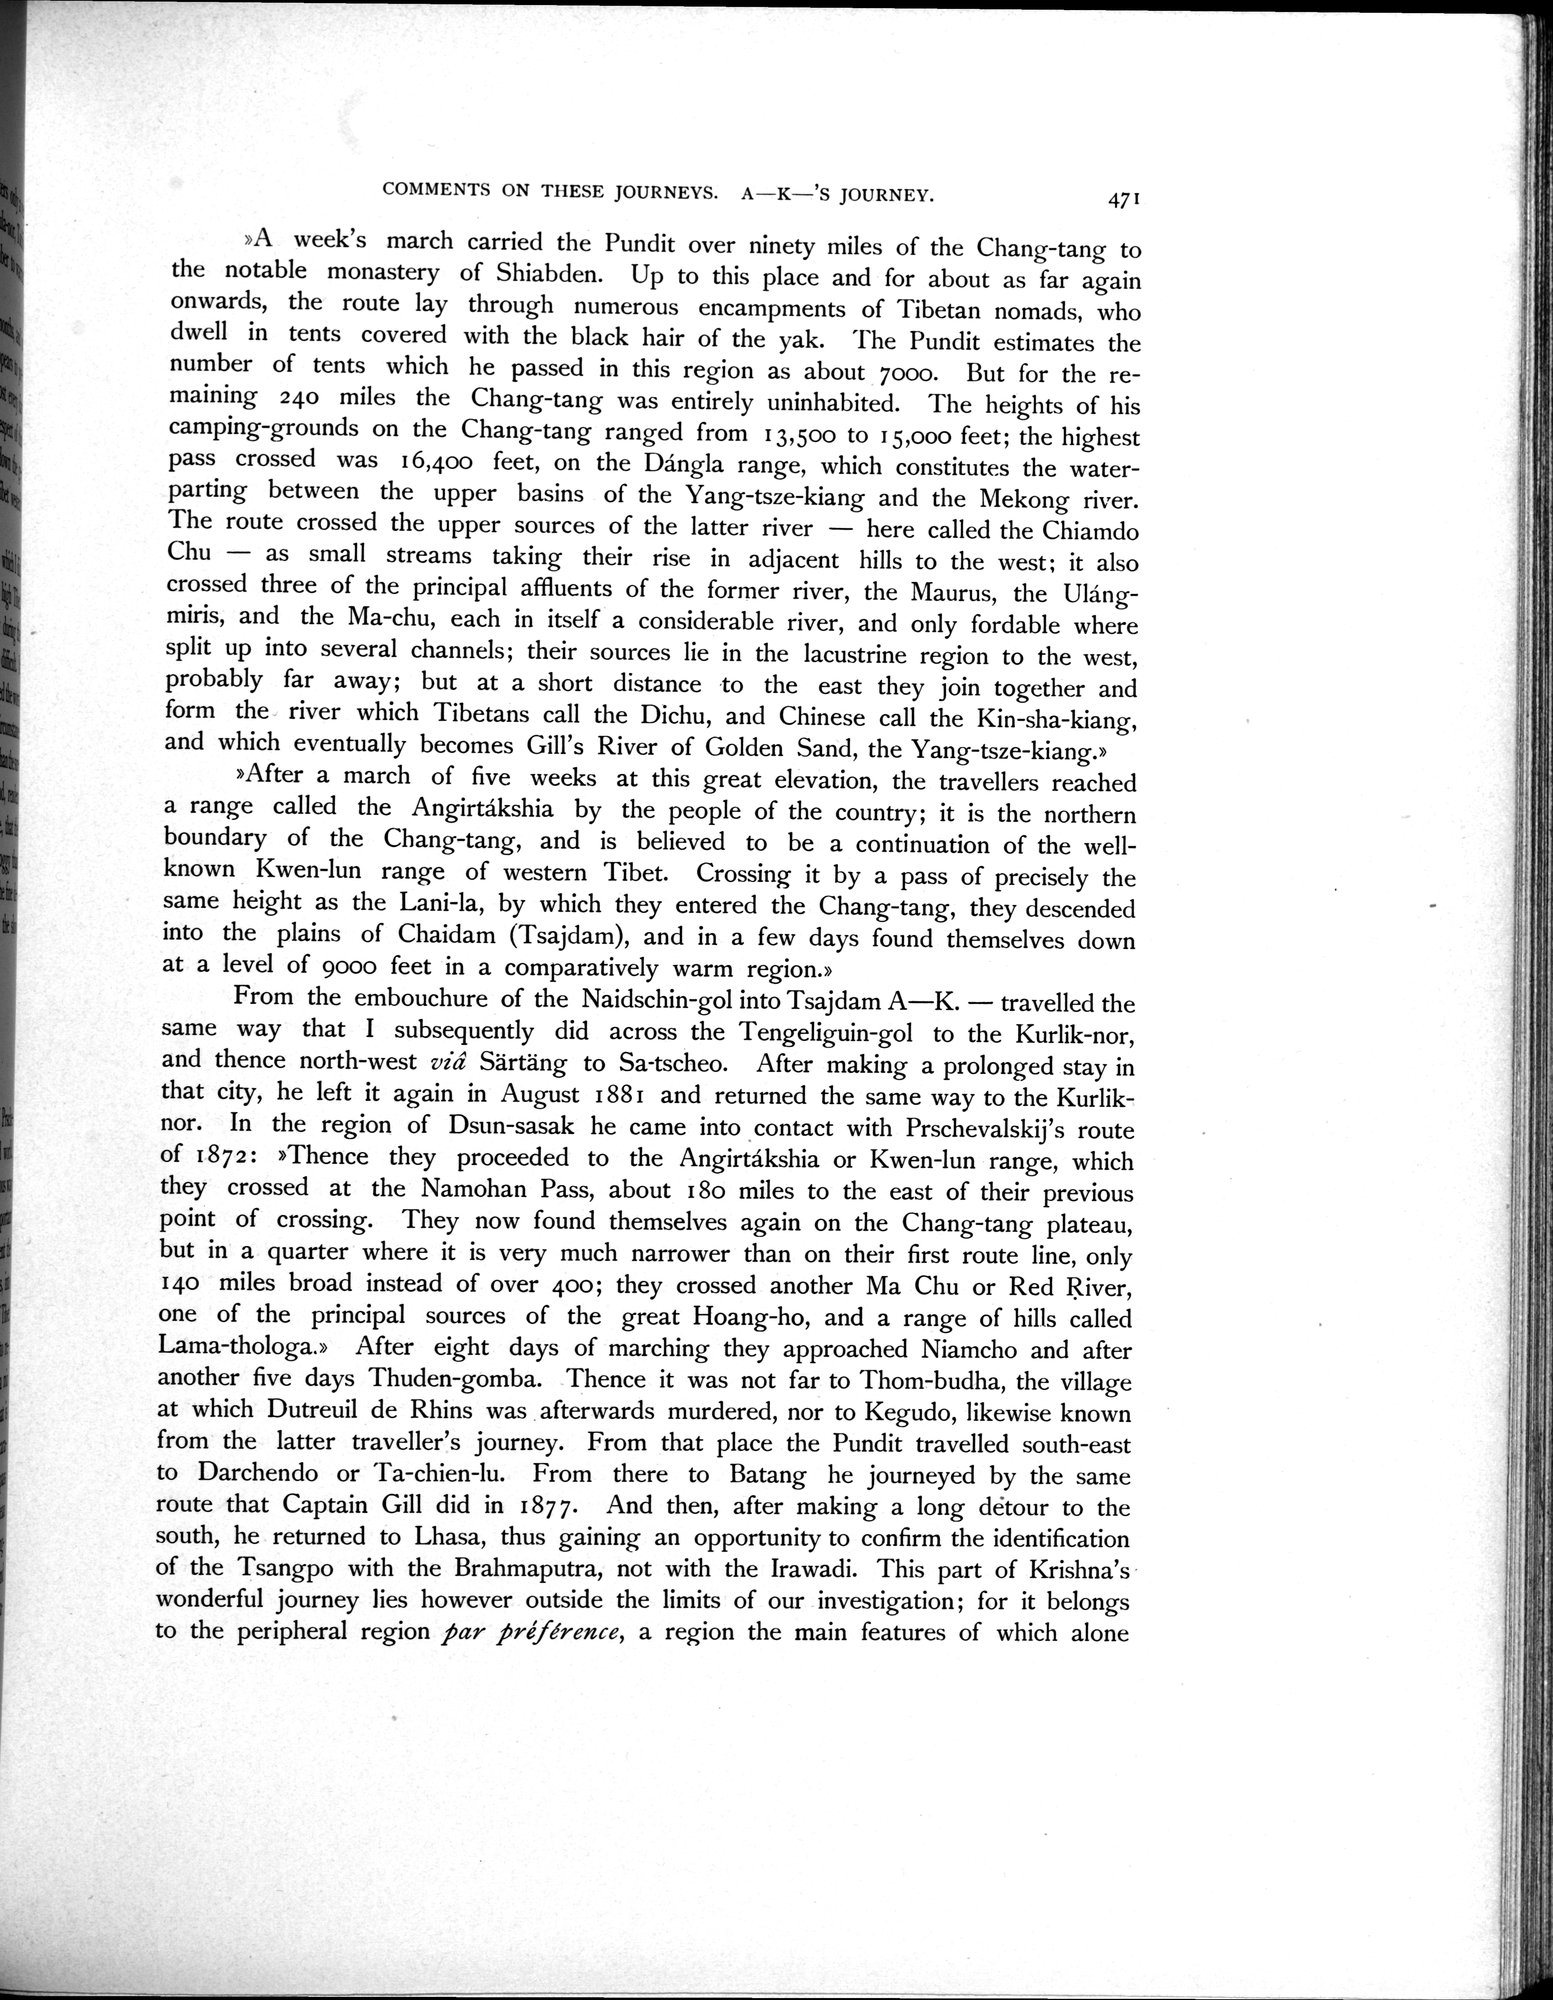 COMMENTS ON THESE JOURNEYS. A—K—'S JOURNEY. 471
»A week's march carried the Pundit over ninety miles of the Chang-tang to
the notable monastery of Shiabden. Up to this place and for about as far again
onwards, the route lay through numerous encampments of Tibetan nomads, who
dwell in tents covered with the black hair of the yak. The Pundit estimates the
number of tents which he passed in this region as about 7000. But for the re-
maining 240 miles the Chang-tang was entirely uninhabited. The heights of his
camping-grounds on the Chang-tang ranged from 13,500 to 15,000 feet; the highest
pass crossed was 16,400 feet, on the Dángla range, which constitutes the water-
parting between the upper basins of the Yang-tsze-kiang and the Mekong river.
The route crossed the upper sources of the latter river — here called the Chiamdo
Chu — as small streams taking their rise in adjacent hills to the west; it also
crossed three of the principal affluents of the former river, the Maurus, the Uláng-
miris, and the Ma-chu, each in itself a considerable river, and only fordable where
split up into several channels; their sources lie in the lacustrine region to the west,
probably far away; but at a short distance to the east they join together and
form the river which Tibetans call the Dichu, and Chinese call the Kin-sha-kiang,
and which eventually becomes Gill's River of Golden Sand, the Yang-tsze-kiang.»
»After a march of five weeks at this great elevation, the travellers reached
a range called the Angirtákshia by the people of the country; it is the northern
boundary of the Chang-tang, and is believed to be a continuation of the well-
known Kwen-lun range of western Tibet. Crossing it by a pass of precisely the
same height as the Lani-la, by which they entered the Chang-tang, they descended
into the plains of Chaidam (Tsajdam), and in a few days found themselves down
at a level of 9000 feet in a comparatively warm region.»
From the embouchure of the Naidschin-gol into Tsajdam A—K. — travelled the
same way that I subsequently did across the Tengeliguin-gol to the Kurlik-nor,
and thence north-west viâ Särtäng to Sa-tscheo. After making a prolonged stay in
that city, he left it again in August 1881 and returned the same way to the Kurlik-
nor. In the region of Dsun-sasak he came into contact with Prschevalskij's route
of 1872: »Thence they proceeded to the Angirtákshia or Kwen-lun range, which
they crossed at the Namohan Pass, about 180 miles to the east of their previous
point of crossing. They now found themselves again on the Chang-tang plateau,
but in a quarter where it is very much narrower than on their first route line, only
140 miles broad instead of over 400; they crossed another Ma Chu or Red River,
one of the principal sources of the great Hoang-ho, and a range of hills called
Lama-thologa.» After eight days of marching they approached Niamcho and after
another five days Thuden-gomba. Thence it was not far to Thom-budha, the village
at which Dutreuil de Rhins was afterwards murdered, nor to Kegudo, likewise known
from the latter traveller's journey. From that place the Pundit travelled south-east
to Darchendo or Ta-chien-lu. From there to Batang he journeyed by the same
route that Captain Gill did in 1877. And then, after making a long detour to the
south, he returned to Lhasa, thus gaining an opportunity to confirm the identification
of the Tsangpo with the Brahmaputra, not with the Irawadi. This part of Krishna's
wonderful journey lies however outside the limits of our investigation; for it belongs
to the peripheral region par préférence, a region the main features of which alone